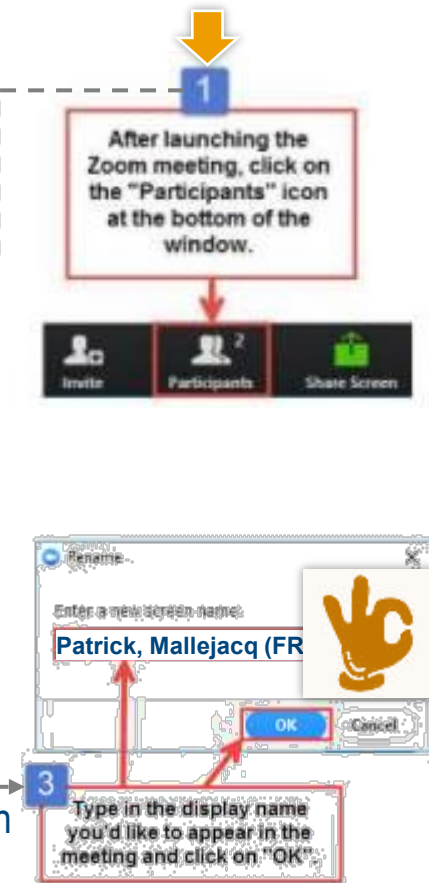 1
After launching the
Zoom meeting, click on
the "Participants" icon
at the bottom of the
window.
2
Invite
Participants
Share Screen
Rename
Enter a new screen name:
Patrick, Mallejacq (FR
OK
Cancel
3
Type in the display name
you'd like to appear in the
meeting and click on "OK".